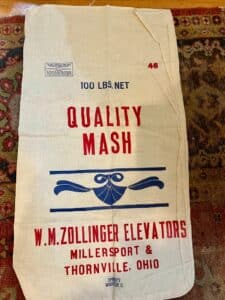 46
100 LBS. NET
QUALITY
MASH
W.M. ZOLLINGER ELEVATORS
MILLERSPORT &
THORNVILLE, OHIO